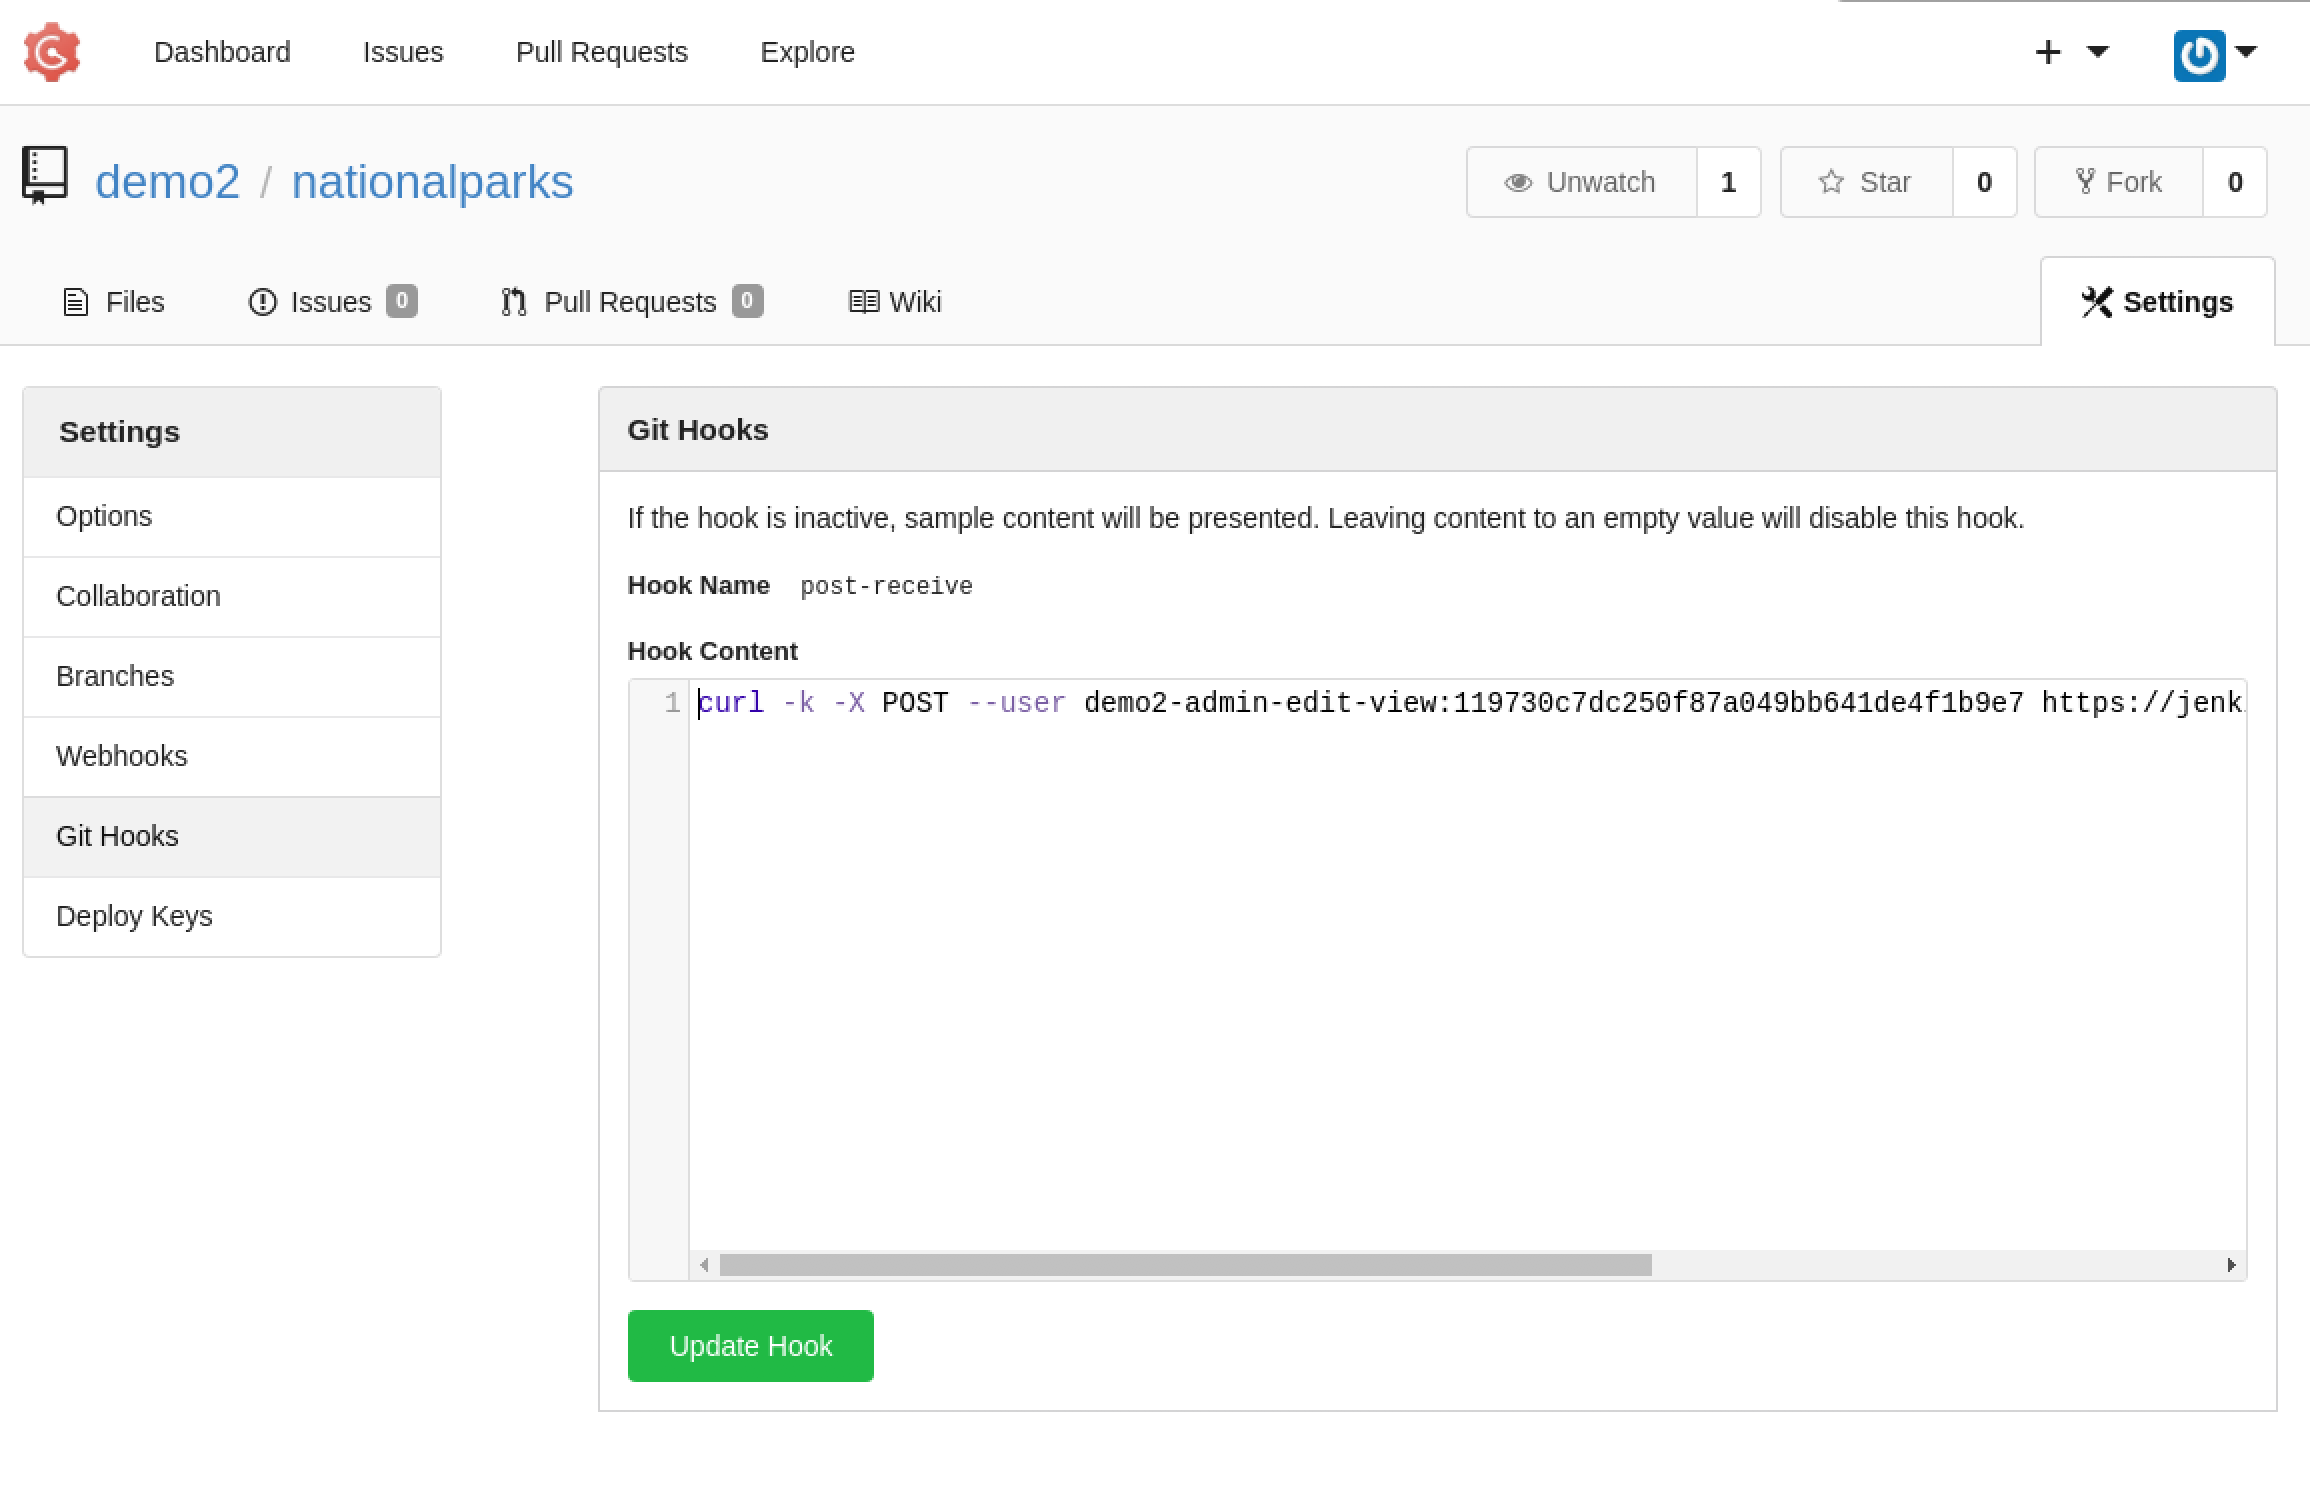 Dashboard Issues Pull Requests Explore
demo2 / nationalparks
Unwatch 1 Star 0 Fork 0
Files Issues 0 Pull Requests 0 Wiki Settings
Settings
Options
Collaboration
Branches
Webhooks
Git Hooks
Deploy Keys
Git Hooks
If the hook is inactive, sample content will be presented. Leaving content to an empty value will disable this hook.
Hook Name post-receive
Hook Content
1 curl -k -X POST --user demo2-admin-edit-view:119730c7dc250f87a049bb641de4f1b9e7 https://jenk
Update Hook